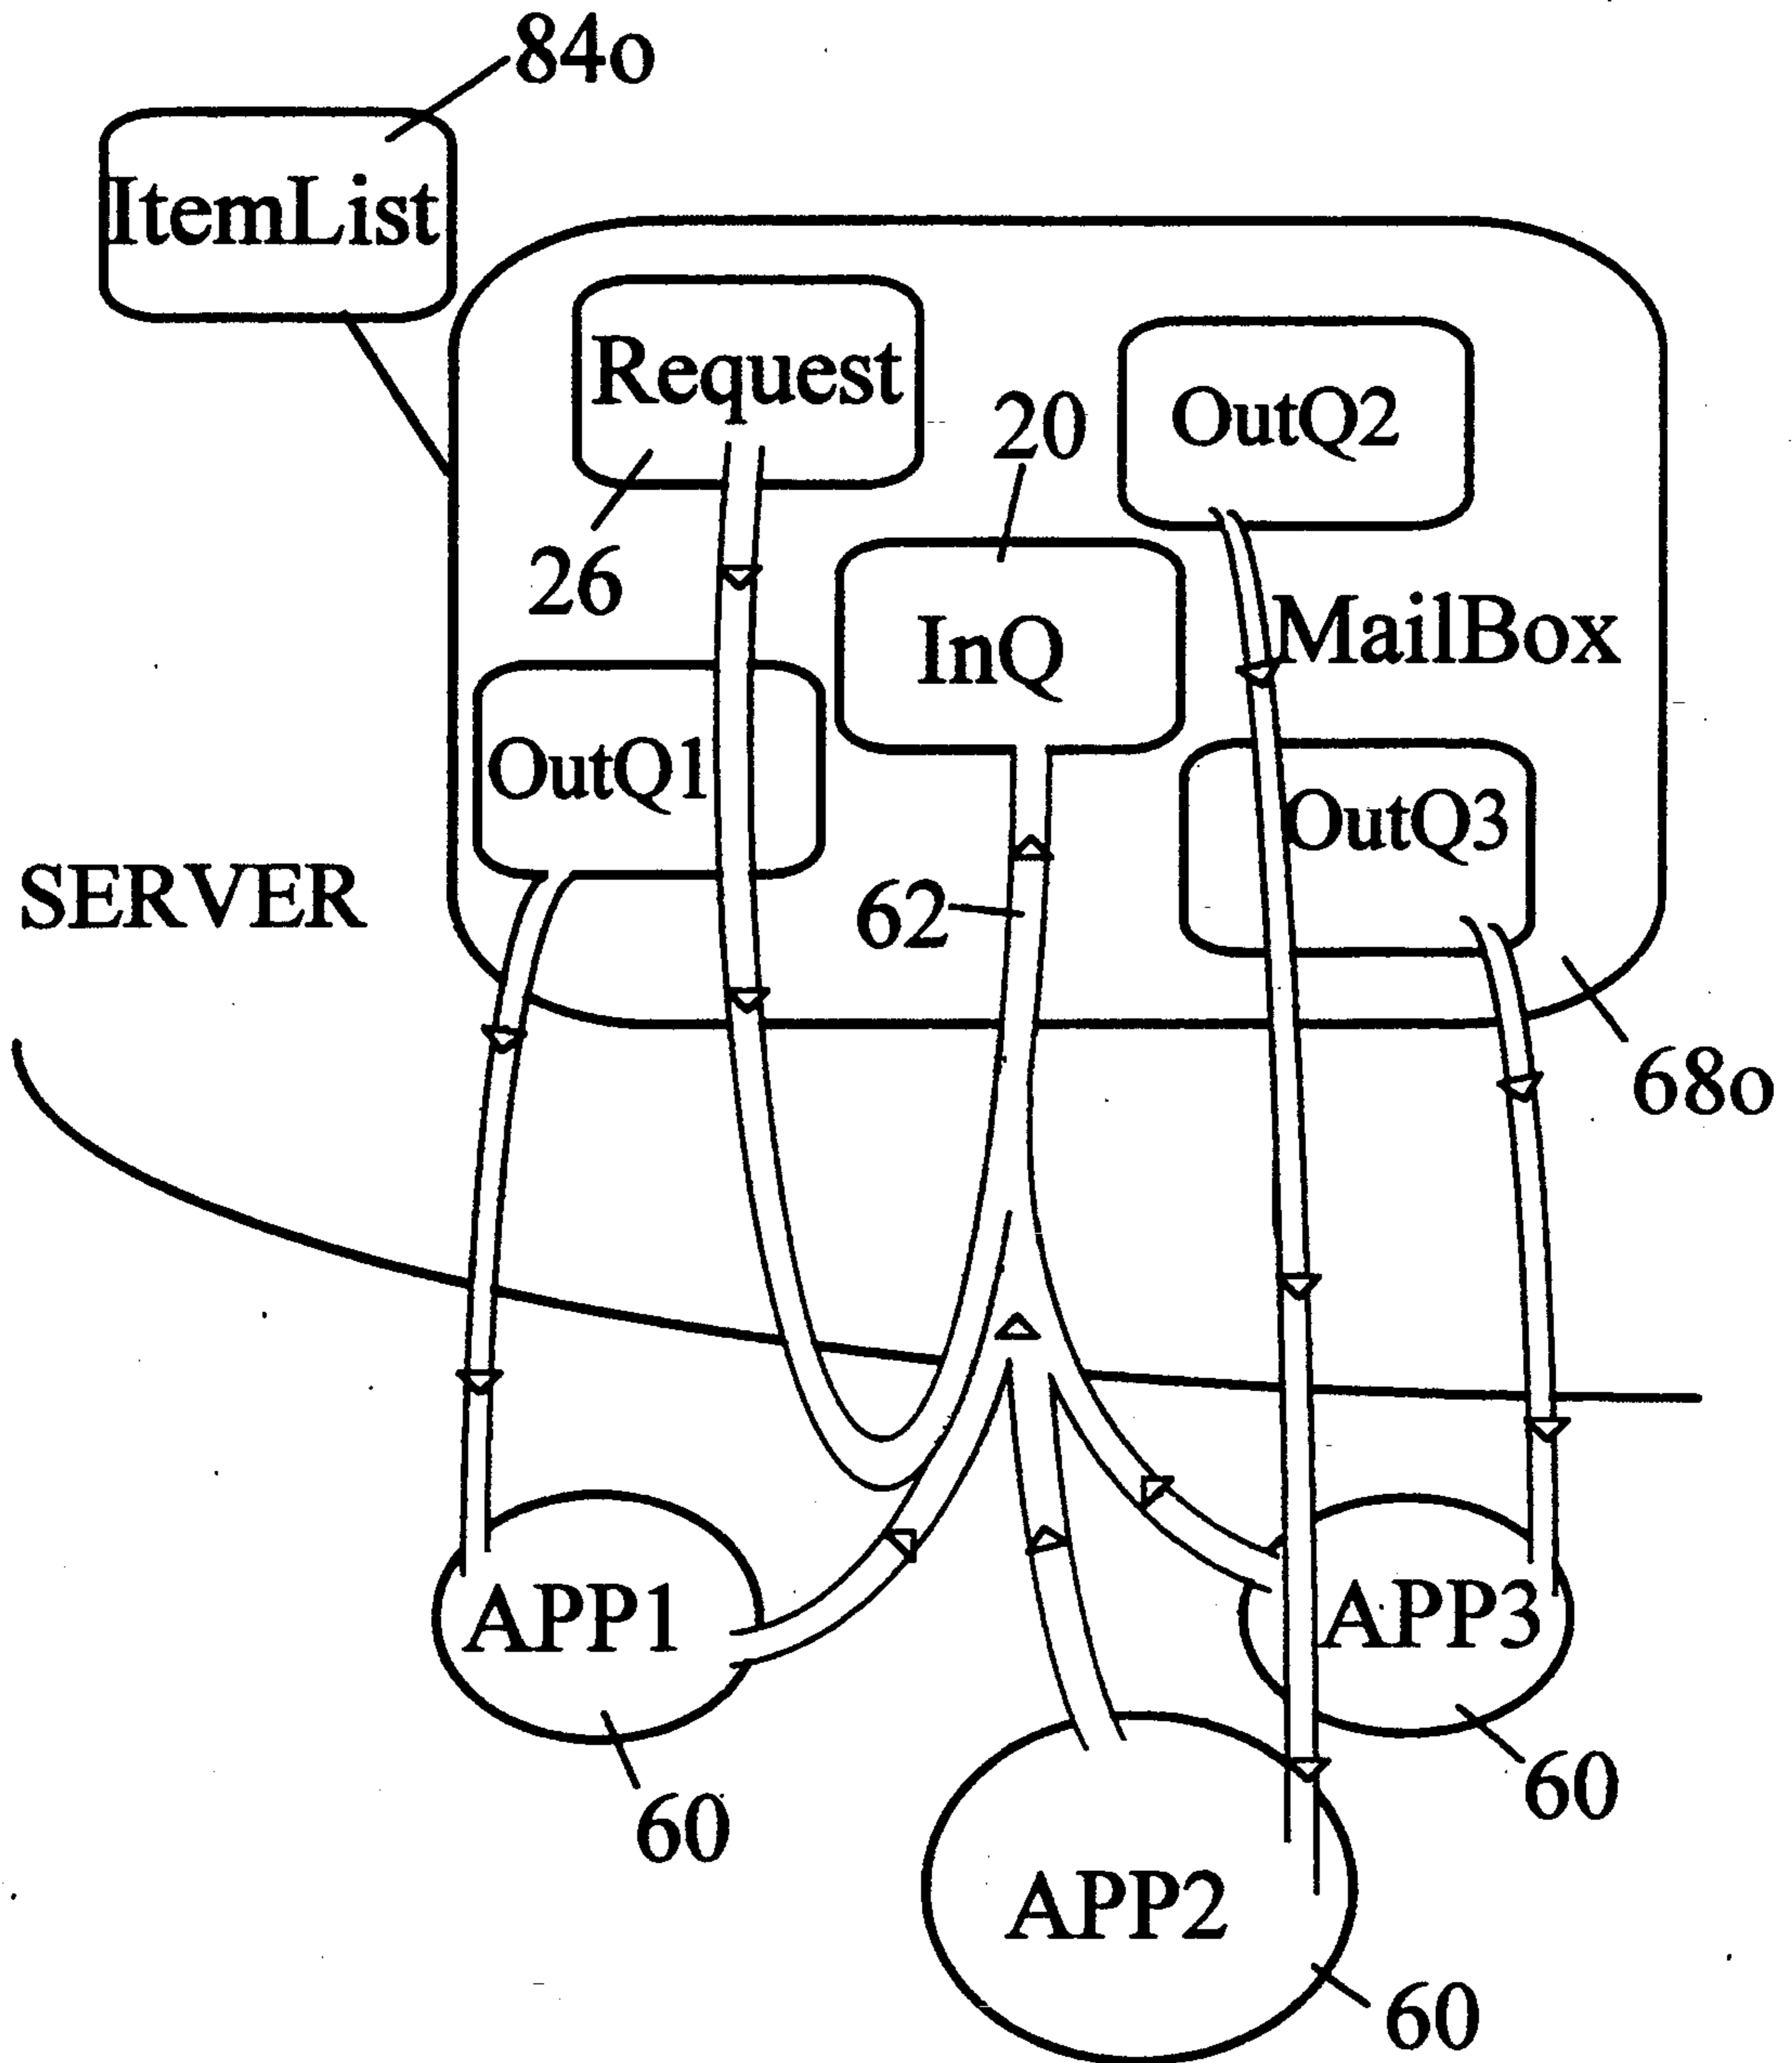 84o
ItemList
Request
OutQ2
20
26
InQ
MailBox
OutQ1
OutQ3
SERVER
62
68o
APP1
APP3
60
60
APP2
60